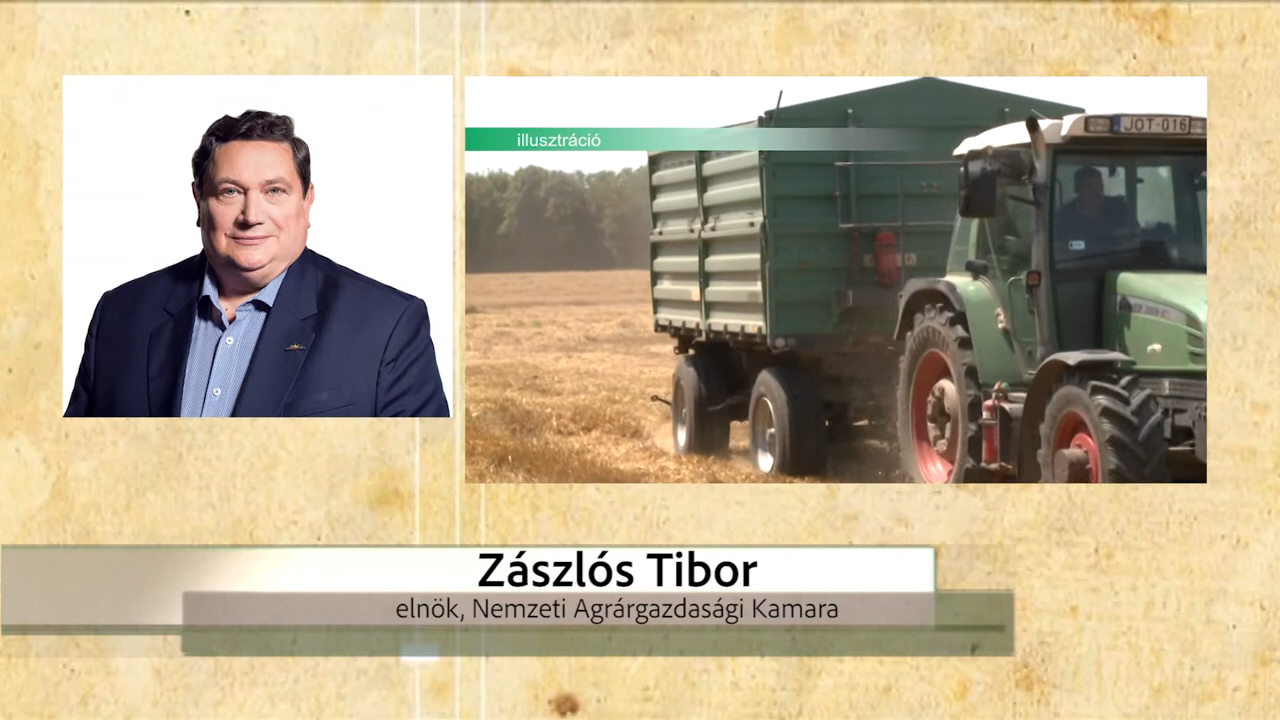 illusztráció
JOT-016
Zászlós Tibor
elnök, Nemzeti Agrárgazdasági Kamara